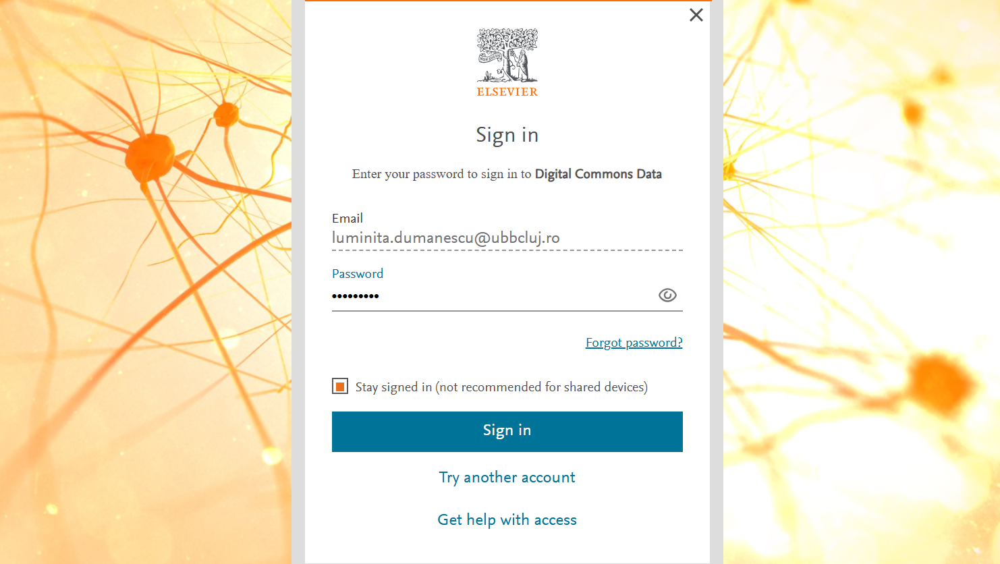 ELSEVIER
Sign in
Enter your password to sign in to Digital Commons Data
Email
luminita.dumanescu@ubbcluj.ro
Password
•••••••••
Forgot password?
Stay signed in (not recommended for shared devices)
Sign in
Try another account
Get help with access